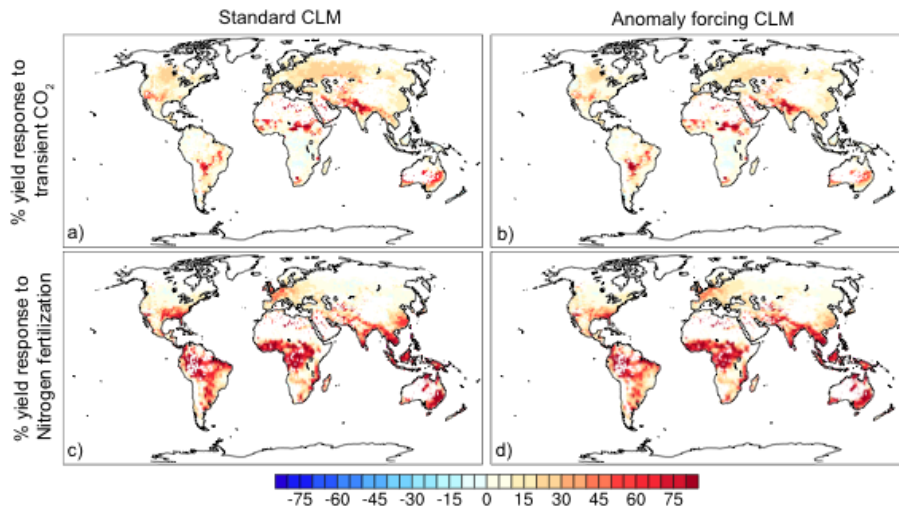 Standard CLM
Anomaly forcing CLM
% yield response to
transient CO2
a)
b)
% yield response to
Nitrogen fertilization
c)
d)
-75 -60 -45 -30 -15 0 15 30 45 60 75